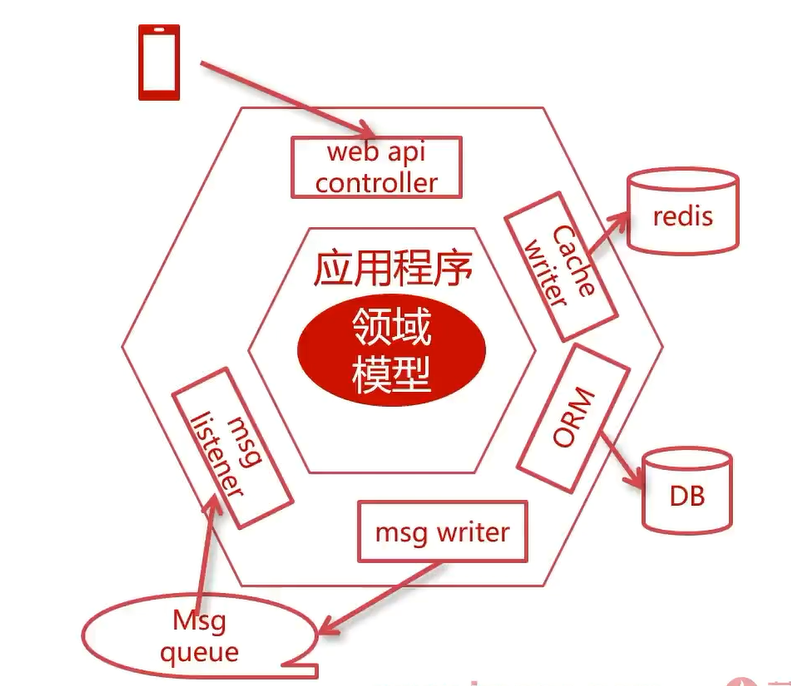 web api
controller
Cache
writer
redis
应用程序
领域
模型
msg
listener
ORM
DB
msg writer
Msg
queue